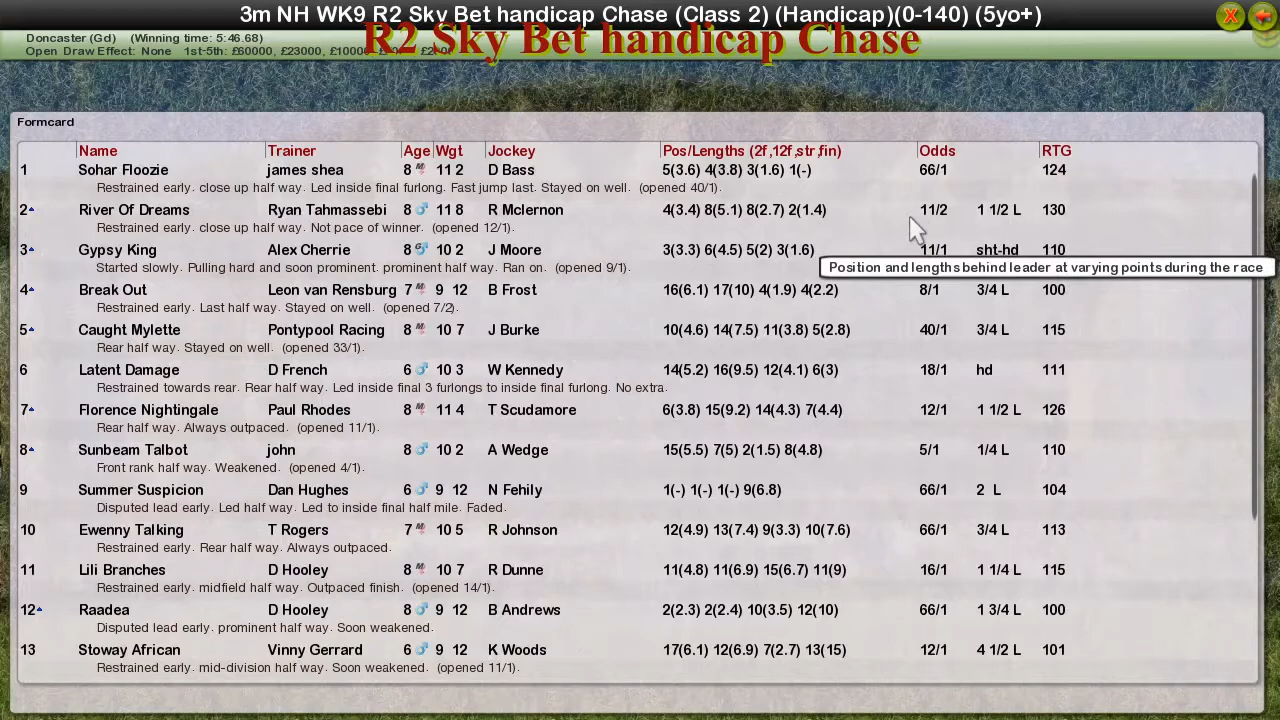 3m NH WK9 R2 Sky Bet handicap Chase (Class 2) (Handicap)(0-140) (5yo+)
R2 Sky Bet handicap Chase
Doncaster (Gd) (Winning time: 5:46.68)
Open Draw Effect: None 1st-5th: £60000, £23000, £10000
Formcard
Name Trainer Age Wgt Jockey Pos/Lengths (2f,12f,str,fin) Odds RTG
1 Sohar Floozie james shea 8 11 2 D Bass 5(3.6) 4(3.8) 3(1.6) 1(-) 66/1 124
Restrained early. close up half way. Led inside final furlong. Fast jump last. Stayed on well. (opened 40/1).
2 River Of Dreams Ryan Tahmassebi 8 11 8 R Mclernon 4(3.4) 8(5.1) 8(2.7) 2(1.4) 11/2 1 1/2 L 130
Restrained early. close up half way. Not pace of winner. (opened 12/1).
3 Gypsy King Alex Cherrie 8 10 2 J Moore 3(3.3) 6(4.5) 5(2) 3(1.6) 11/1 sht-hd 110
Started slowly. Pulling hard and soon prominent. prominent half way. Ran on. (opened 9/1).
Position and lengths behind leader at varying points during the race
4 Break Out Leon van Rensburg 7 9 12 B Frost 16(6.1) 17(10) 4(1.9) 4(2.2) 8/1 3/4 L 100
Restrained early. Last half way. Stayed on well. (opened 7/2).
5 Caught Mylette Pontypool Racing 8 10 7 J Burke 10(4.6) 14(7.5) 11(3.8) 5(2.8) 40/1 3/4 L 115
Rear half way. Stayed on well. (opened 33/1).
6 Latent Damage D French 6 10 3 W Kennedy 14(5.2) 16(9.5) 12(4.1) 6(3) 18/1 hd 111
Restrained towards rear. Rear half way. Led inside final 3 furlongs to inside final furlong. No extra.
7 Florence Nightingale Paul Rhodes 8 11 4 T Scudamore 6(3.8) 15(9.2) 14(4.3) 7(4.4) 12/1 1 1/2 L 126
Rear half way. Always outpaced. (opened 11/1).
8 Sunbeam Talbot john 8 10 2 A Wedge 15(5.5) 7(5) 2(1.5) 8(4.8) 5/1 1/4 L 110
Front rank half way. Weakened. (opened 4/1).
9 Summer Suspicion Dan Hughes 6 9 12 N Fehily 1(-) 1(-) 1(-) 9(6.8) 66/1 2 L 104
Disputed lead early. Led half way. Led to inside final half mile. Faded.
10 Ewenny Talking T Rogers 7 10 5 R Johnson 12(4.9) 13(7.4) 9(3.3) 10(7.6) 66/1 3/4 L 113
Restrained early. Rear half way. Always outpaced.
11 Lili Branches D Hooley 8 10 7 R Dunne 11(4.8) 11(6.9) 15(6.7) 11(9) 16/1 1 1/4 L 115
Restrained early. midfield half way. Outpaced finish. (opened 14/1).
12 Raadea D Hooley 8 9 12 B Andrews 2(2.3) 2(2.4) 10(3.5) 12(10) 66/1 1 3/4 L 100
Disputed lead early. prominent half way. Soon weakened.
13 Stoway African Vinny Gerrard 6 9 12 K Woods 17(6.1) 12(6.9) 7(2.7) 13(15) 12/1 4 1/2 L 101
Restrained early. mid-division half way. Soon weakened. (opened 11/1).